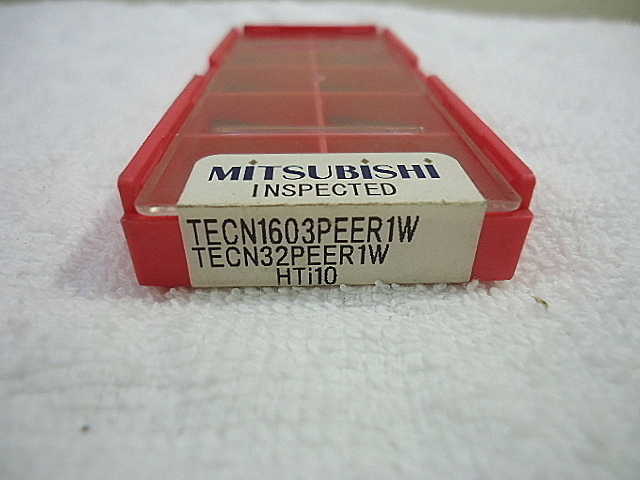 MiTSUBiSHi
INSPECTED
TECN1603PEER1W
TECN32PEER1W
HTi10